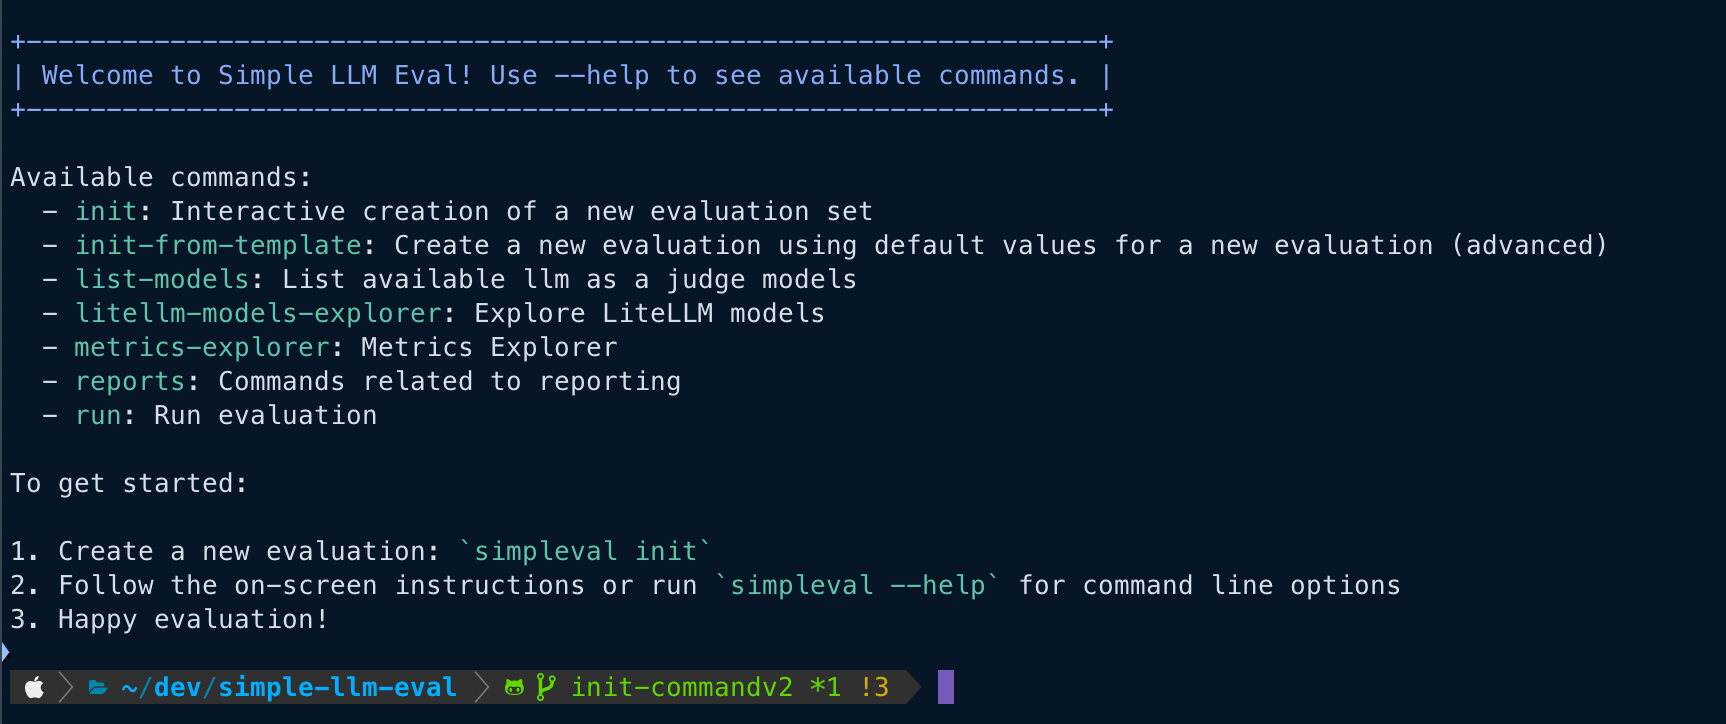 +-------------------------------------------------------------------+
| Welcome to Simple LLM Eval! Use --help to see available commands. |
+-------------------------------------------------------------------+
Available commands:
- init: Interactive creation of a new evaluation set
- init-from-template: Create a new evaluation using default values for a new evaluation (advanced)
- list-models: List available llm as a judge models
- litellm-models-explorer: Explore LiteLLM models
- metrics-explorer: Metrics Explorer
- reports: Commands related to reporting
- run: Run evaluation
To get started:
1. Create a new evaluation: `simpleval init`
2. Follow the on-screen instructions or run `simpleval --help` for command line options
3. Happy evaluation!
~/dev/simple-llm-eval init-commandv2 *1 !3